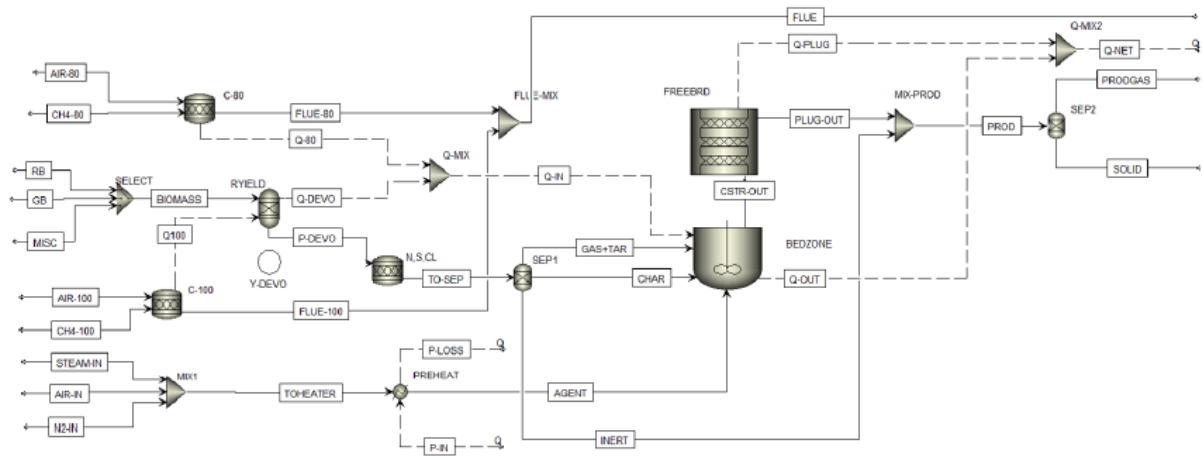 FLUE
Q-MIX2
Q-PLUG
Q-NET
Q
AIR-80
C-80
PRODGAS
FREEBRD
FLUE-MIX
MIX-PROD
SEP2
CH4-80
FLUE-80
PLUG-OUT
PROD
Q-80
Q-MIX
RB
SELECT
RYIELD
SOLID
GB
BIOMASS
Q-DEVO
Q-IN
CSTR-OUT
MISC
Q100
P-DEVO
N,S,CL
GAS+TAR
BEDZONE
SEP1
TO-SEP
CHAR
Q-OUT
Y-DEVO
AIR-100
C-100
FLUE-100
CH4-100
P-LOSS
Q
STEAM-IN
MIX1
PREHEAT
AIR-IN
TOHEATER
AGENT
N2-IN
P-IN
Q
INERT